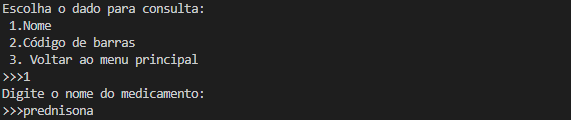 Escolha o dado para consulta:
1.Nome
2.Código de barras
3. Voltar ao menu principal
>>>1
Digite o nome do medicamento:
>>>prednisona